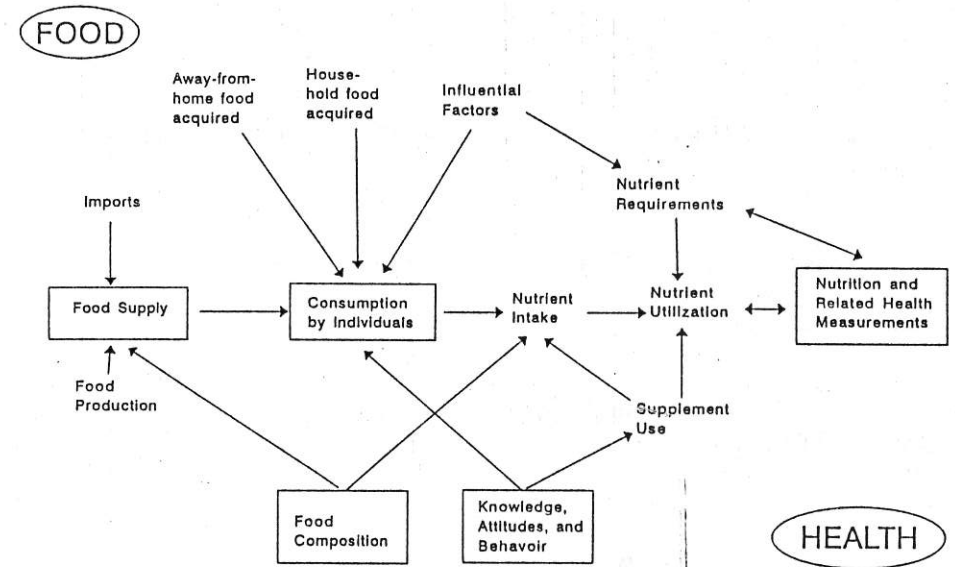 FOOD
Away-from-
home food
acquired
House-
hold food
acquired
Influential
Factors
Imports
Nutrient
Requirements
Food Supply
Consumption
by Individuals
Nutrient
Intake
Nutrient
Utilization
Nutrition and
Related Health
Measurements
Food
Production
Supplement
Use
Food
Composition
Knowledge,
Attitudes, and
Behavoir
HEALTH